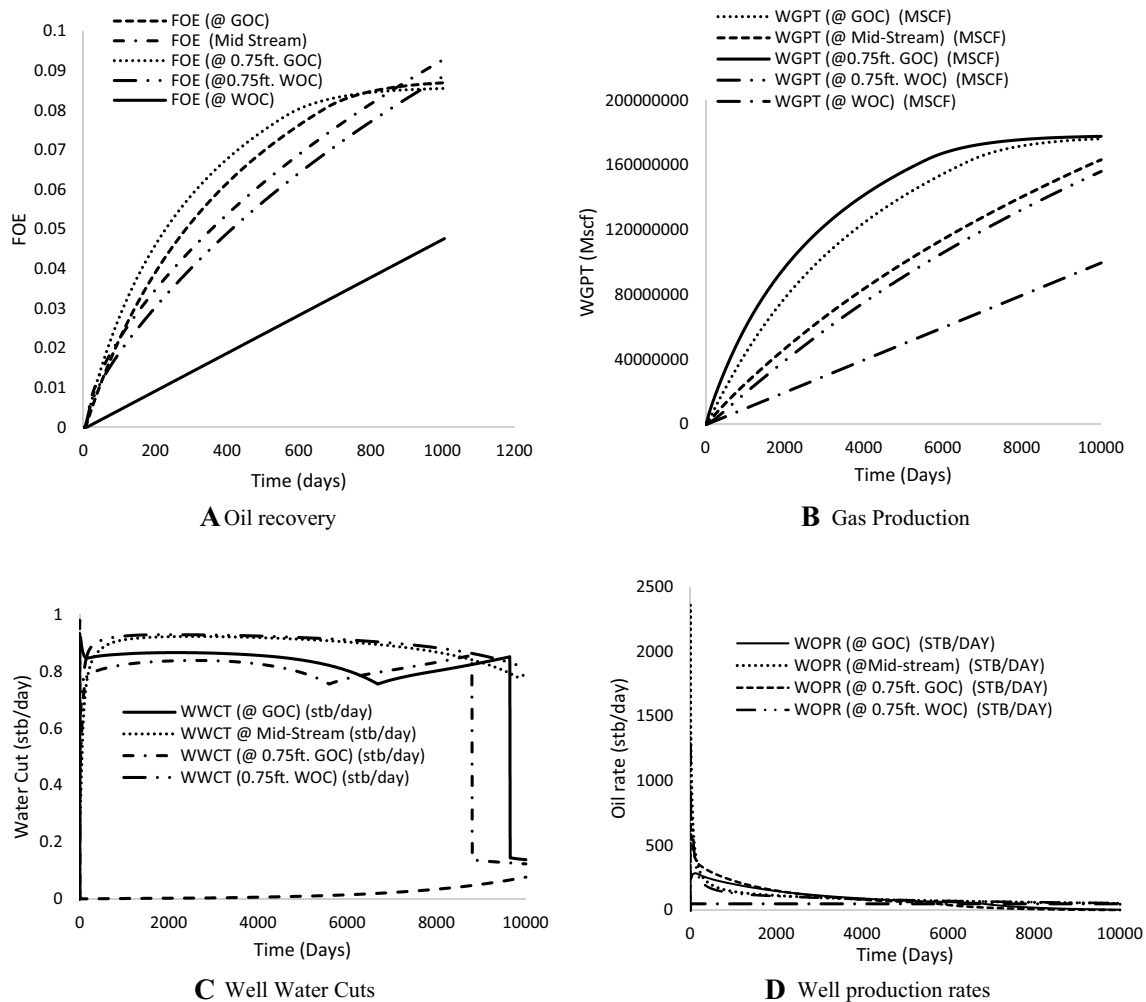 FOE (@ GOC)
FOE (Mid Stream)
FOE (@ 0.75ft. GOC)
FOE (@0.75ft. WOC)
FOE (@ WOC)
0.1
0.09
0.08
0.07
0.06
0.05
0.04
0.03
0.02
0.01
0
FOE
0 200 400 600 800 1000 1200
Time (days)
A Oil recovery
WGPT (@ GOC) (MSCF)
WGPT (@ Mid-Stream) (MSCF)
WGPT (@0.75ft. GOC) (MSCF)
WGPT (@ 0.75ft. WOC) (MSCF)
WGPT (@ WOC) (MSCF)
200000000
160000000
120000000
80000000
40000000
0
WGPT (Mscf)
0 2000 4000 6000 8000 10000
Time (Days)
B Gas Production
1
0.8
0.6
0.4
0.2
0
Water Cut (stb/day)
WWCT (@ GOC) (stb/day)
WWCT @ Mid-Stream (stb/day)
WWCT (@ 0.75ft. GOC) (stb/day)
WWCT (0.75ft. WOC) (stb/day)
0 2000 4000 6000 8000 10000
Time (Days)
C Well Water Cuts
2500
2000
1500
1000
500
0
Oil rate (stb/day)
WOPR (@ GOC) (STB/DAY)
WOPR (@Mid-stream) (STB/DAY)
WOPR (@ 0.75ft. GOC) (STB/DAY)
WOPR (@ 0.75ft. WOC) (STB/DAY)
0 2000 4000 6000 8000 10000
Time (Days)
D Well production rates